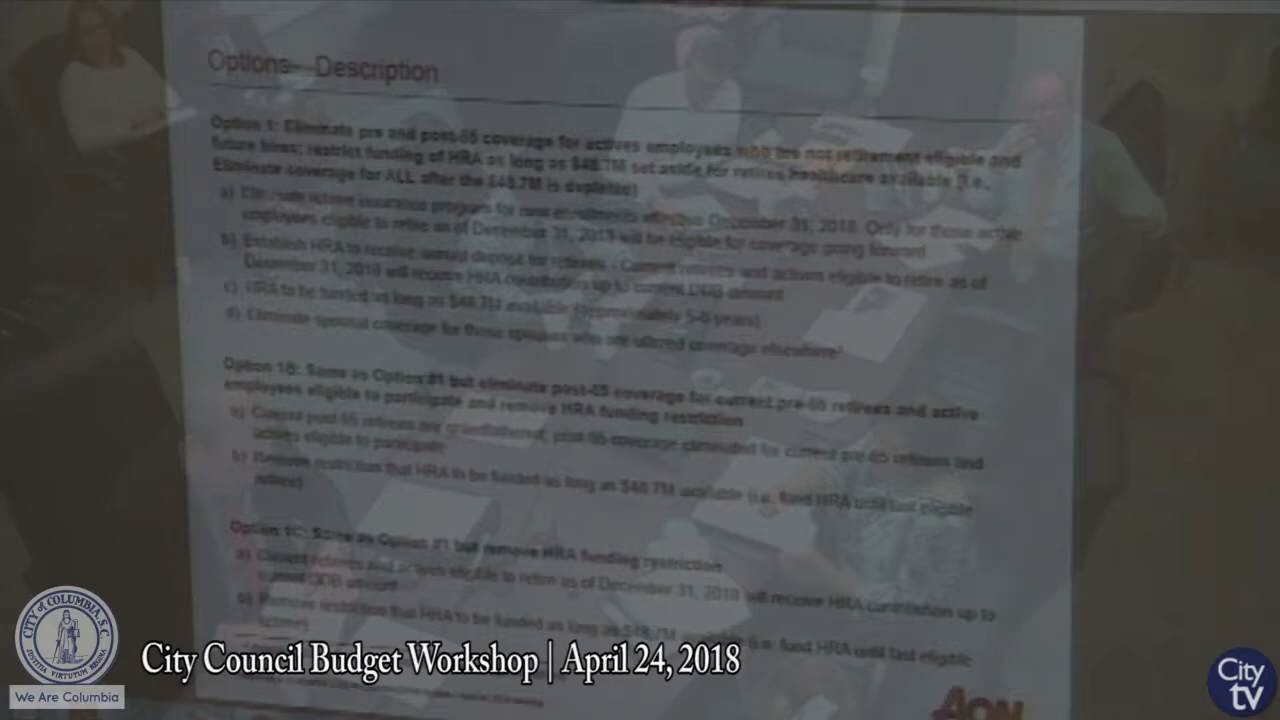 Options—Description
Option 1: Eliminate pre and post-65 coverage for actives employees who are not retirement eligible and
future hires; restrict funding of HRA as long as $48.7M set aside for retiree healthcare available (i.e.,
Eliminate coverage for ALL after the $48.7M is depleted)
a) Eliminate retiree insurance program for new enrollments effective December 31, 2018. Only for those active
employees eligible to retire as of December 31, 2018 will be eligible for coverage going forward
b) Establish HRA to receive annual deposit for retirees - Current retirees and actives eligible to retire as of
December 31, 2018 will receive HRA contribution up to current DDB amount
c) HRA to be funded as long as $48.7M available (approximately 5-8 years)
d) Eliminate spousal coverage for those spouses who are offered coverage elsewhere
Option 1B: Same as Option #1 but eliminate post-65 coverage for current pre-65 retirees and active
employees eligible to participate and remove HRA funding restriction
a) Current post-65 retirees are grandfathered, post-65 coverage eliminated for current pre-65 retirees and
actives eligible to participate
b) Remove restriction that HRA to be funded as long as $48.7M available (i.e. fund HRA until last eligible
retiree)
Option 1C: Same as Option #1 but remove HRA funding restriction
a) Current retirees and actives eligible to retire as of December 31, 2018 will receive HRA contribution up to
current DDB amount
b) Remove restriction that HRA to be funded as long as $48.7M available (i.e. fund HRA until last eligible
AON
CITY of COLUMBIA, S.C.
JUSTITIA VIRTUTUM REGINA
We Are Columbia
City Council Budget Workshop | April 24, 2018
City
tv